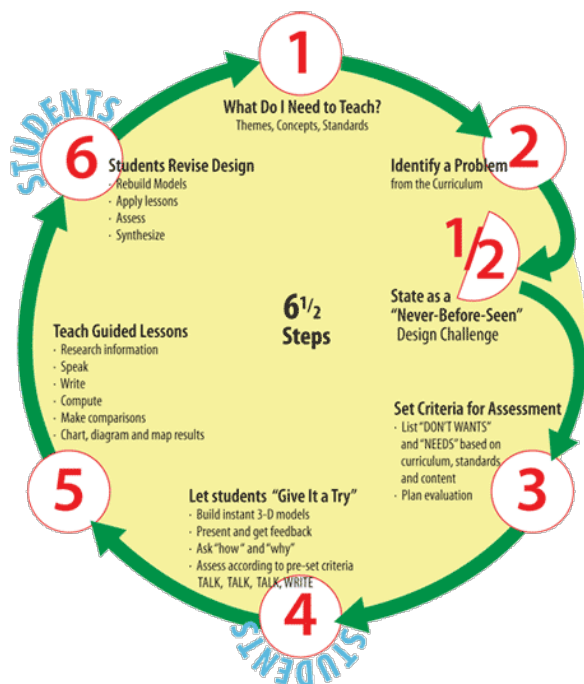 1
What Do I Need to Teach?
Themes, Concepts, Standards
2
Identify a Problem
from the Curriculum
1/2
State as a
“Never-Before-Seen”
Design Challenge
6 1/2
Steps
Set Criteria for Assessment
· List “DON’T WANTS”
and “NEEDS” based on
curriculum, standards
and content
· Plan evaluation
3
Let students “Give It a Try”
· Build instant 3-D models
· Present and get feedback
· Ask “how” and “why”
· Assess according to pre-set criteria
TALK, TALK, TALK, WRITE
4
STUDENTS
Teach Guided Lessons
· Research information
· Speak
· Write
· Compute
· Make comparisons
· Chart, diagram and map results
5
STUDENTS
6
Students Revise Design
· Rebuild Models
· Apply lessons
· Assess
· Synthesize